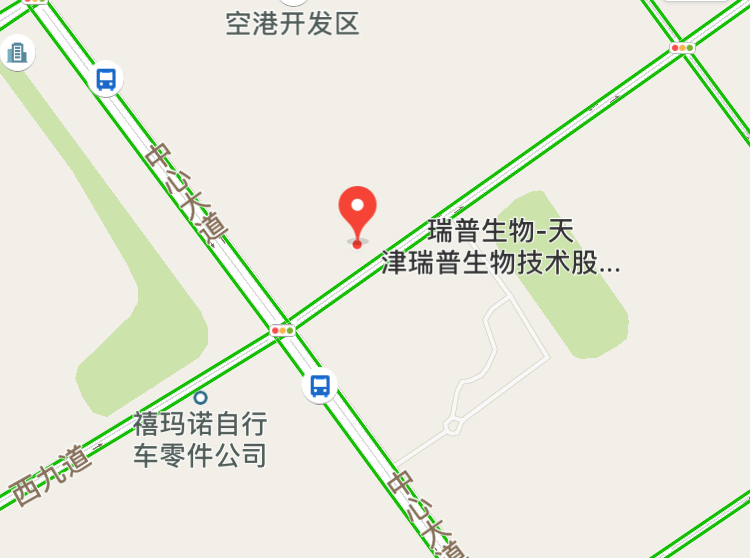 空港开发区
中心大道
瑞普生物-天
津瑞普生物技术股...
禧玛诺自行
车零件公司
西九道
中心大道